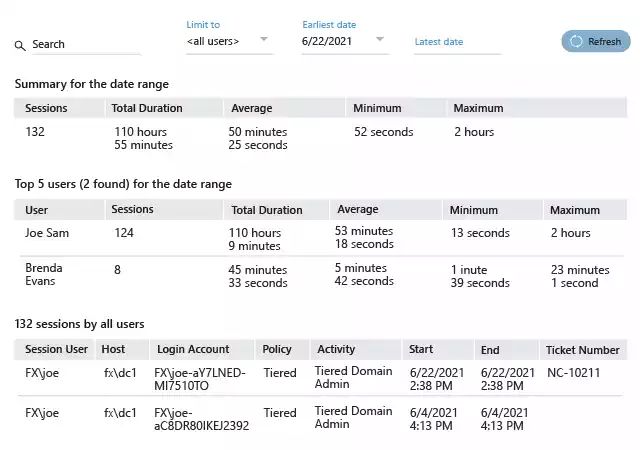 Limit to
Earliest date
Search
<all users>
6/22/2021
Latest date
Refresh
Summary for the date range
Sessions Total Duration Average Minimum Maximum
132 110 hours 50 minutes 52 seconds 2 hours
55 minutes 25 seconds
Top 5 users (2 found) for the date range
User Sessions Total Duration Average Minimum Maximum
Joe Sam 124 110 hours 53 minutes 13 seconds 2 hours
9 minutes 18 seconds
Brenda 8 45 minutes 5 minutes 1 inute 23 minutes
Evans 33 seconds 42 seconds 39 seconds 1 second
132 sessions by all users
Session User Host Login Account Policy Activity Start End Ticket Number
FX\joe fx\dc1 FX\joe-aY7LNED- Tiered Tiered Domain 6/22/2021 6/22/2021 NC-10211
MI7510TO Admin 2:38 PM 2:38 PM
FX\joe fx\dc1 FX\joe- Tiered Tiered Domain 6/4/2021 6/4/2021
aC8DR80IKEJ2392 Admin 4:13 PM 4:13 PM